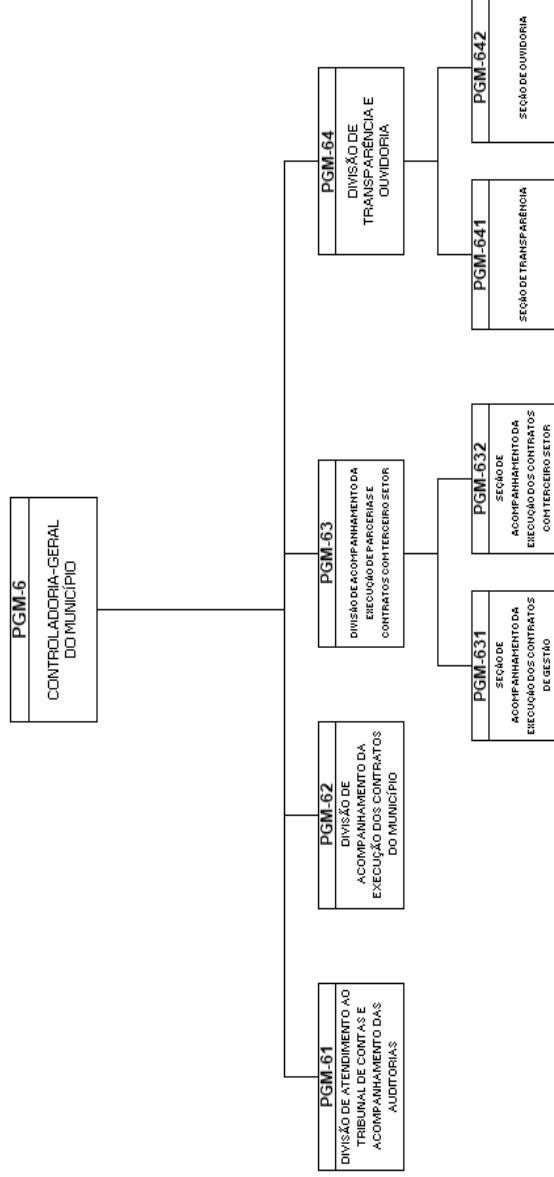 PGM-6
CONTROLADORIA-GERAL
DO MUNICÍPIO
PGM-61
DIVISÃO DE ATENDIMENTO AO
TRIBUNAL DE CONTAS E
ACOMPANHAMENTO DAS
AUDITORIAS
PGM-62
DIVISÃO DE
ACOMPANHAMENTO DA
EXECUÇÃO DOS CONTRATOS
DO MUNICÍPIO
PGM-63
DIVISÃO DE ACOMPANHAMENTO DA
EXECUÇÃO DE PARCERIAS E
CONTRATOS COM TERCEIRO SETOR
PGM-64
DIVISÃO DE
TRANSPARÊNCIA E
OUVIDORIA
PGM-631
SEÇÃO DE
ACOMPANHAMENTO DA
EXECUÇÃO DOS CONTRATOS
DE GESTÃO
PGM-632
SEÇÃO DE
ACOMPANHAMENTO DA
EXECUÇÃO DOS CONTRATOS
COM TERCEIRO SETOR
PGM-641
SEÇÃO DE TRANSPARÊNCIA
PGM-642
SEÇÃO DE OUVIDORIA